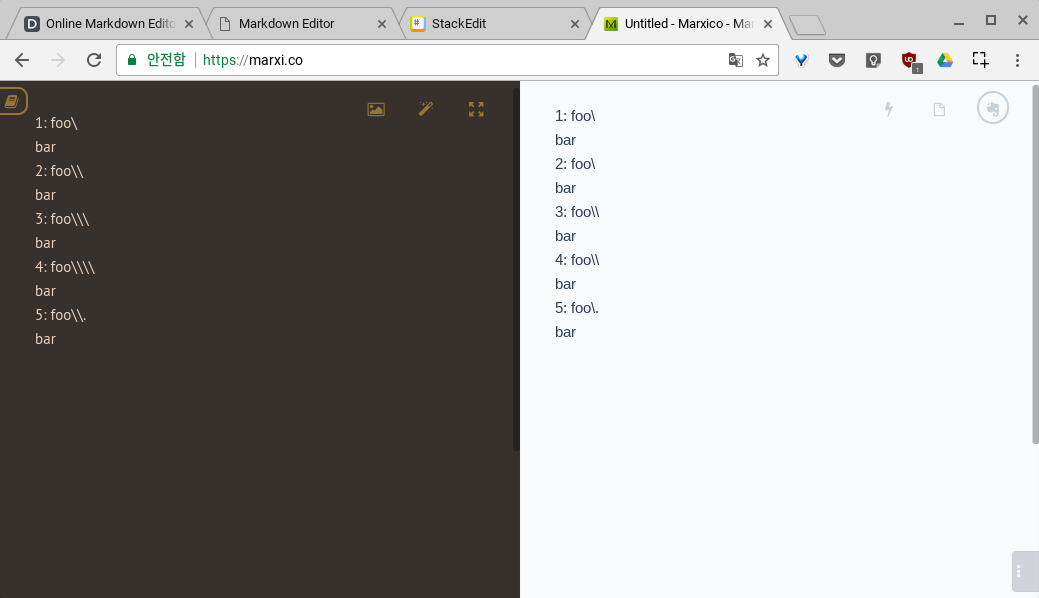 Online Markdown Edito
Markdown Editor
StackEdit
Untitled - Marxico - Mar
안전함 https://marxi.co
1: foo\
bar
2: foo\\
bar
3: foo\\\
bar
4: foo\\\\
bar
5: foo\\.
bar
1: foo\
bar
2: foo\
bar
3: foo\\
bar
4: foo\\
bar
5: foo\.
bar